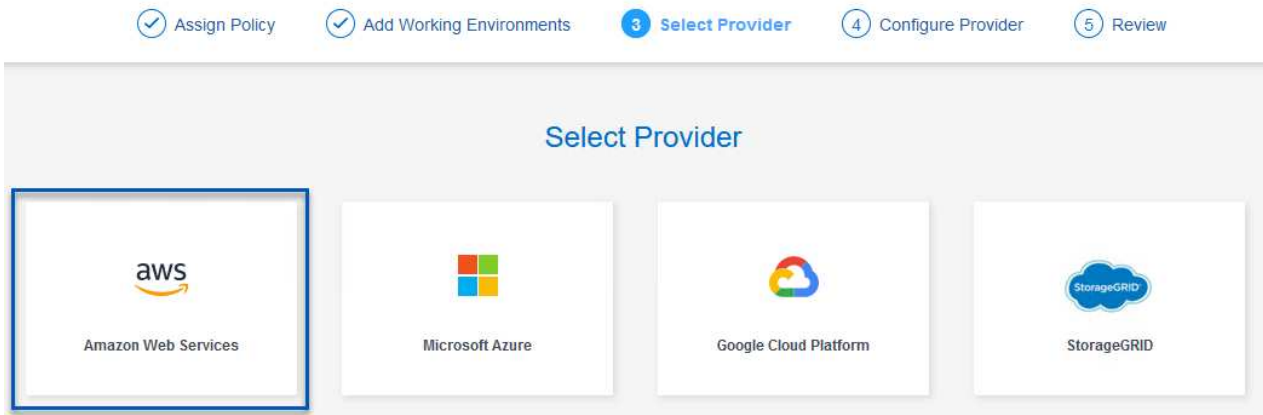 Assign Policy Add Working Environments 3 Select Provider 4 Configure Provider 5 Review
Select Provider
aws StorageGRID
Amazon Web Services Microsoft Azure Google Cloud Platform StorageGRID